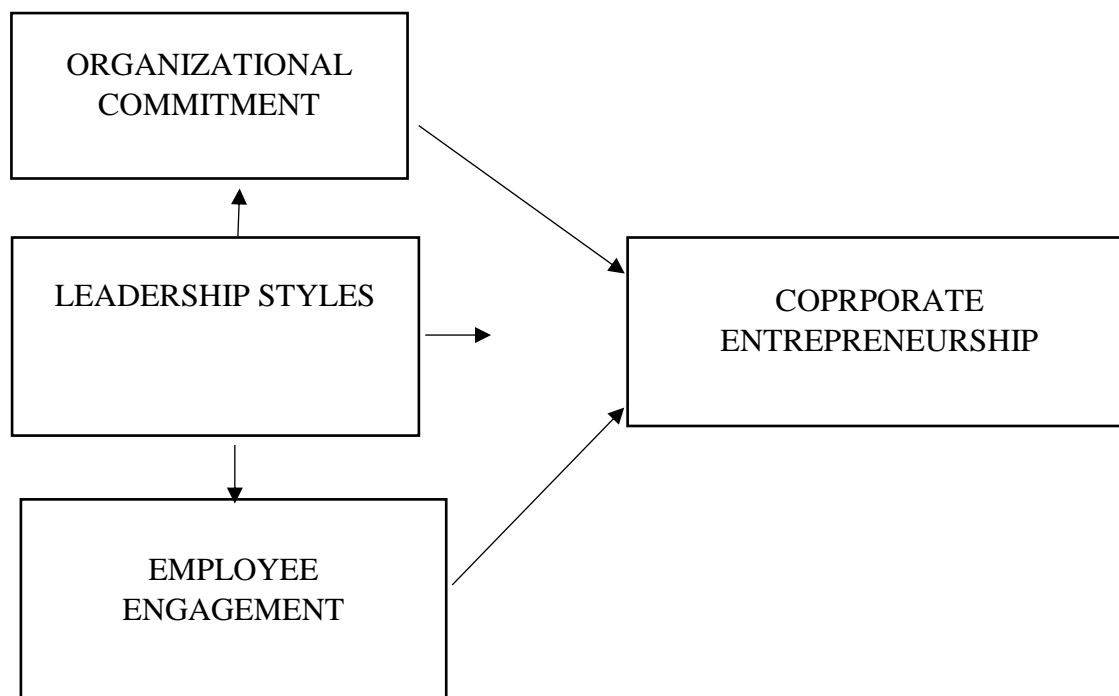 ORGANIZATIONAL
COMMITMENT
LEADERSHIP STYLES
COPRPORATE
ENTREPRENEURSHIP
EMPLOYEE
ENGAGEMENT